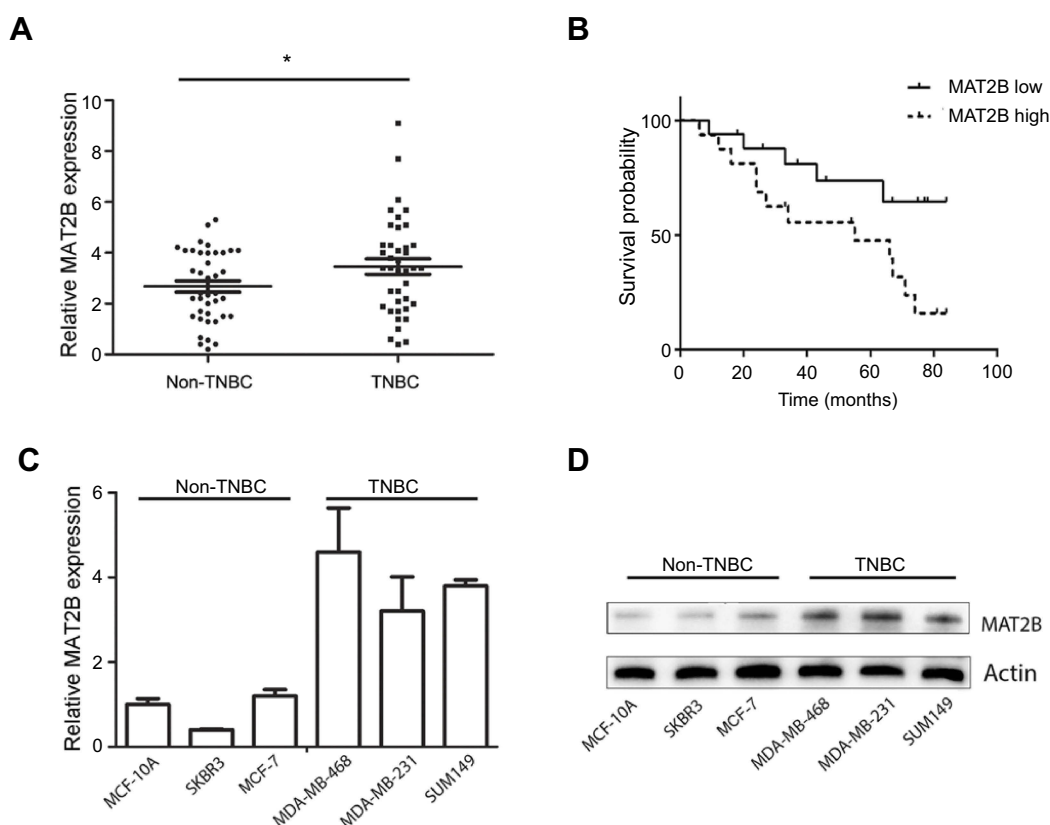 A
*
Relative MAT2B expression
10
8
6
4
2
0
Non-TNBC
TNBC
B
MAT2B low
MAT2B high
Survival probability
100
50
0
0 20 40 60 80 100
Time (months)
C
Non-TNBC
TNBC
Relative MAT2B expression
6
4
2
0
MCF-10A
SKBR3
MCF-7
MDA-MB-468
MDA-MB-231
SUM149
D
Non-TNBC
TNBC
MAT2B
Actin
MCF-10A
SKBR3
MCF-7
MDA-MB-468
MDA-MB-231
SUM149